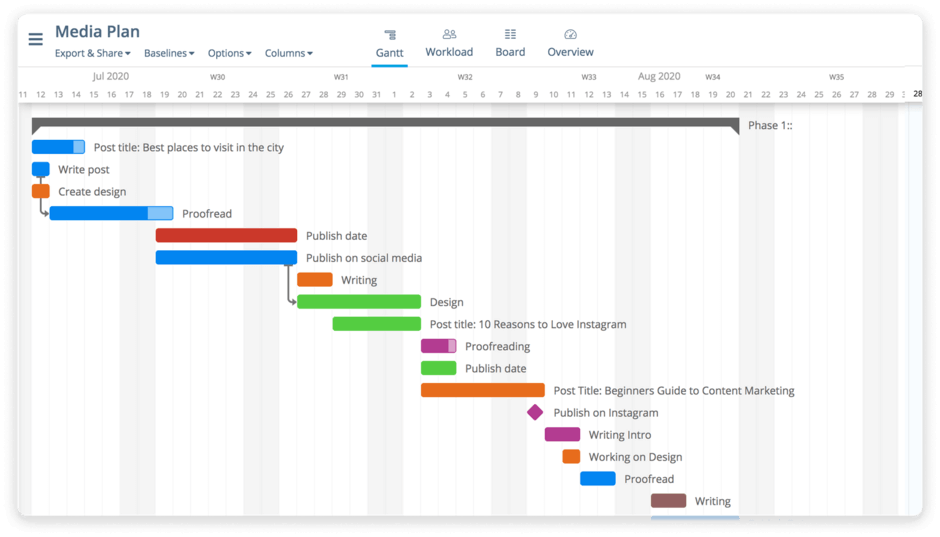 Media Plan
Export & Share Baselines Options Columns
Gantt Workload Board Overview
Jul 2020 w30 w31 w32 w33 Aug 2020 w34 w35
11 12 13 14 15 16 17 18 19 20 21 22 23 24 25 26 27 28 29 30 31 1 2 3 4 5 6 7 8 9 10 11 12 13 14 15 16 17 18 19 20 21 22 23 24 25 26 27 28 29 28
Phase 1::
Post title: Best places to visit in the city
Write post
Create design
Proofread
Publish date
Publish on social media
Writing
Design
Post title: 10 Reasons to Love Instagram
Proofreading
Publish date
Post Title: Beginners Guide to Content Marketing
Publish on Instagram
Writing Intro
Working on Design
Proofread
Writing